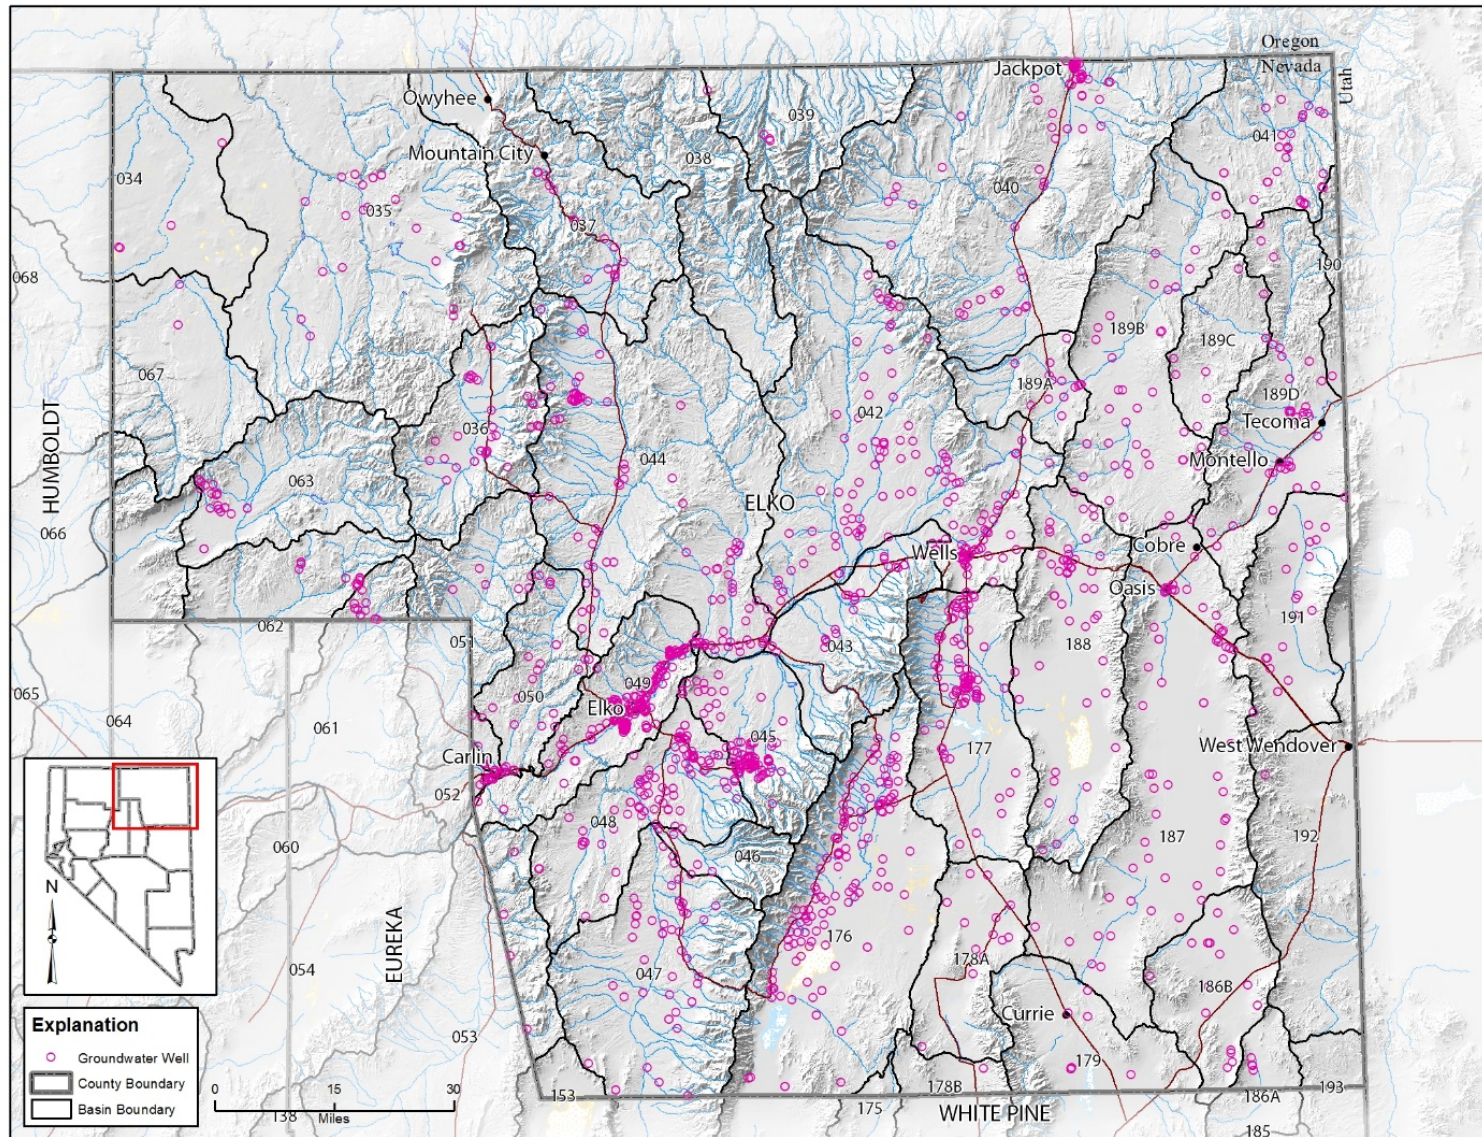 Oregon
Nevada
Utah
Jackpot
Owyhee
039
041
Mountain City
038
034
040
035
037
068
190
189B
189C
067
189A
189D
042
Tecoma
036
HUMBOLDT
044
Montello
063
ELKO
066
Wells
Cobre
Oasis
191
062
051
043
188
065
050
049
064
Elko
061
045
177
West Wendover
Carlin
052
048
187
192
060
046
N
176
EUREKA
178A
054
047
186B
Currie
Explanation
Groundwater Well
County Boundary
Basin Boundary
053
179
0
15
30
Miles
153
178B
193
138
175
WHITE PINE
186A
185